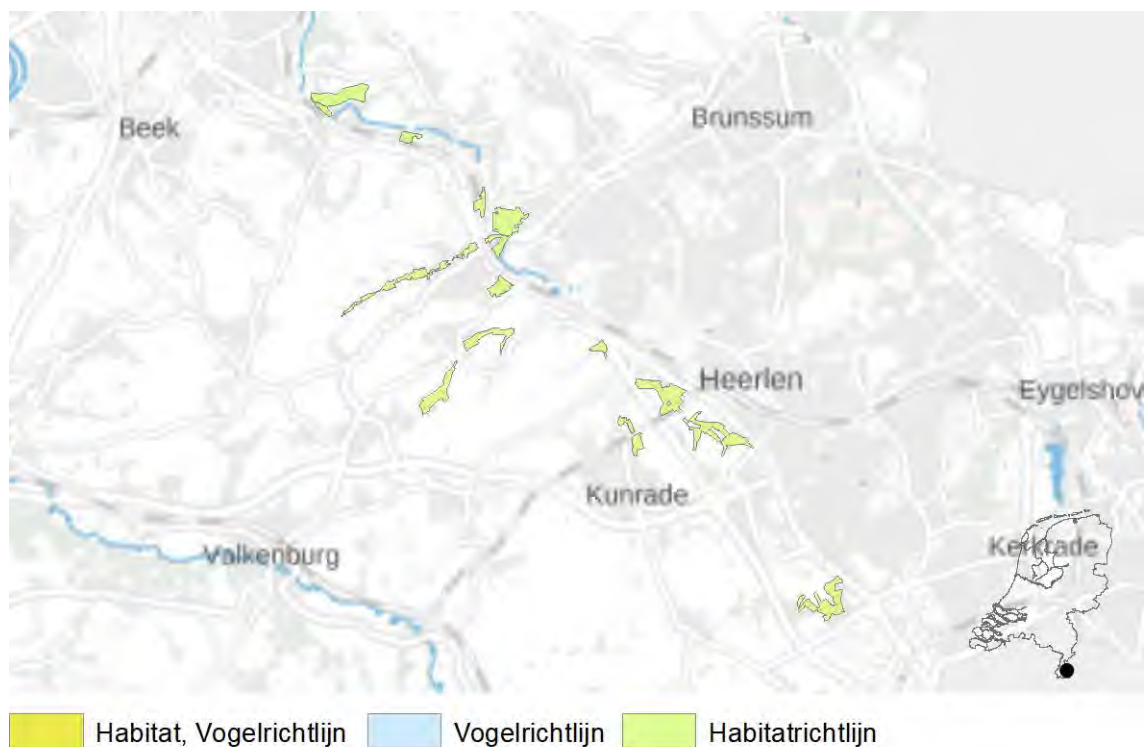 Beek
Brunssum
Heerlen
Eygelshov
Kunrade
Valkenburg
Kerkrade
Habitat, Vogelrichtlijn Vogelrichtlijn Habitatrichtlijn